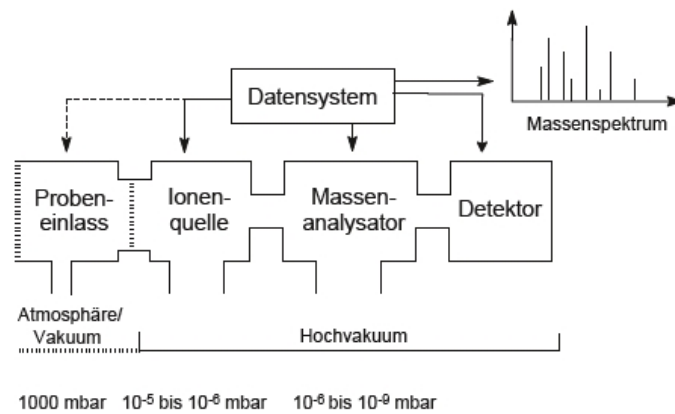 Datensystem
Massenspektrum
Proben-
einlass
Ionen-
quelle
Massen-
analysator
Detektor
Atmosphäre/
Vakuum
Hochvakuum
1000 mbar 10⁻⁵ bis 10⁻⁶ mbar 10⁻⁶ bis 10⁻⁹ mbar